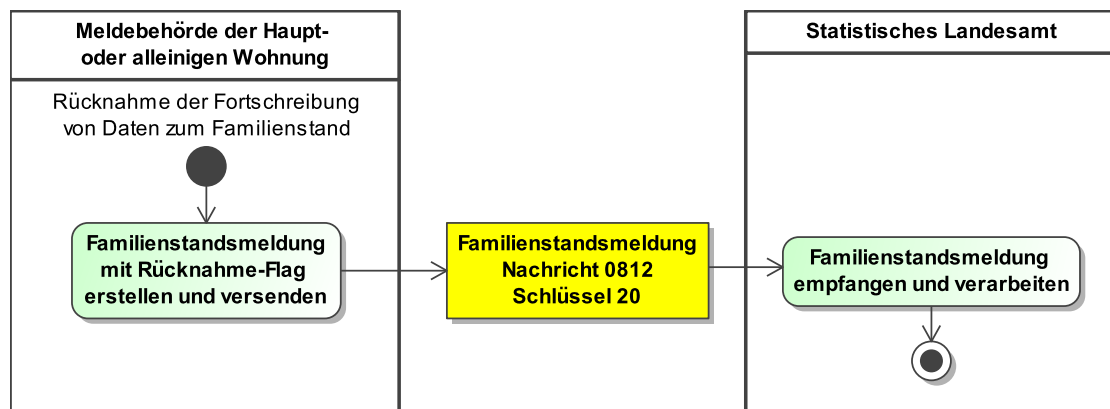 Meldebehörde der Haupt-
oder alleinigen Wohnung
Statistisches Landesamt
Rücknahme der Fortschreibung
von Daten zum Familienstand
Familienstandsmeldung
mit Rücknahme-Flag
erstellen und versenden
Familienstandsmeldung
Nachricht 0812
Schlüssel 20
Familienstandsmeldung
empfangen und verarbeiten